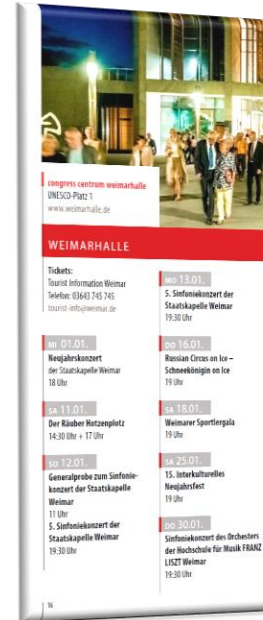 congress centrum weimarhalle
UNESCO-Platz 1
www.weimarhalle.de
WEIMARHALLE
Tickets:
Tourist Information Weimar
Telefon: 03643 745 745
tourist-info@weimar.de
MI 01.01.
Neujahrskonzert
der Staatskapelle Weimar
18 Uhr
SA 11.01.
Der Räuber Hotzenplotz
14:30 Uhr + 17 Uhr
SO 12.01.
Generalprobe zum Sinfonie-
konzert der Staatskapelle
Weimar
11 Uhr
5. Sinfoniekonzert der
Staatskapelle Weimar
19:30 Uhr
MO 13.01.
5. Sinfoniekonzert der
Staatskapelle Weimar
19:30 Uhr
DO 16.01.
Russian Circus on Ice –
Schneekönigin on Ice
19 Uhr
SA 18.01.
Weimarer Sportlergala
19 Uhr
SA 25.01.
15. Interkulturelles
Neujahrsfest
19 Uhr
DO 30.01.
Sinfoniekonzert des Orchesters
der Hochschule für Musik FRANZ
LISZT Weimar
19:30 Uhr
16